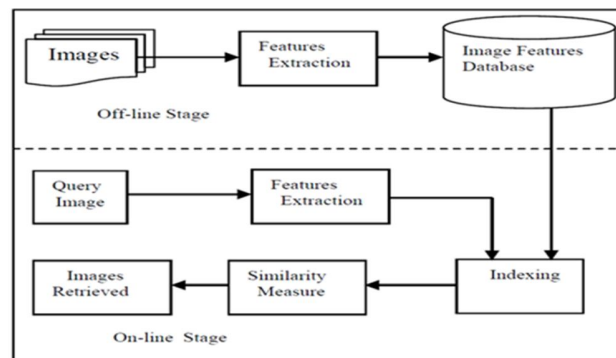 Images
Features
Extraction
Image Features
Database
Off-line Stage
Query
Image
Features
Extraction
Indexing
Similarity
Measure
Images
Retrieved
On-line Stage